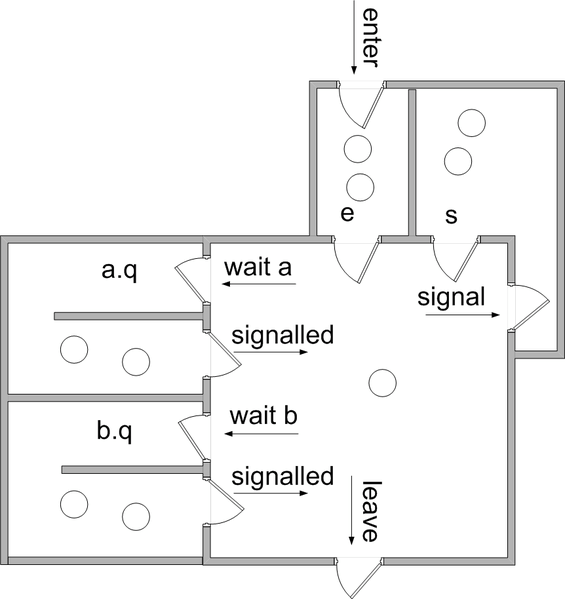 enter
e
s
a.q
wait a
signal
signalled
b.q
wait b
signalled
leave